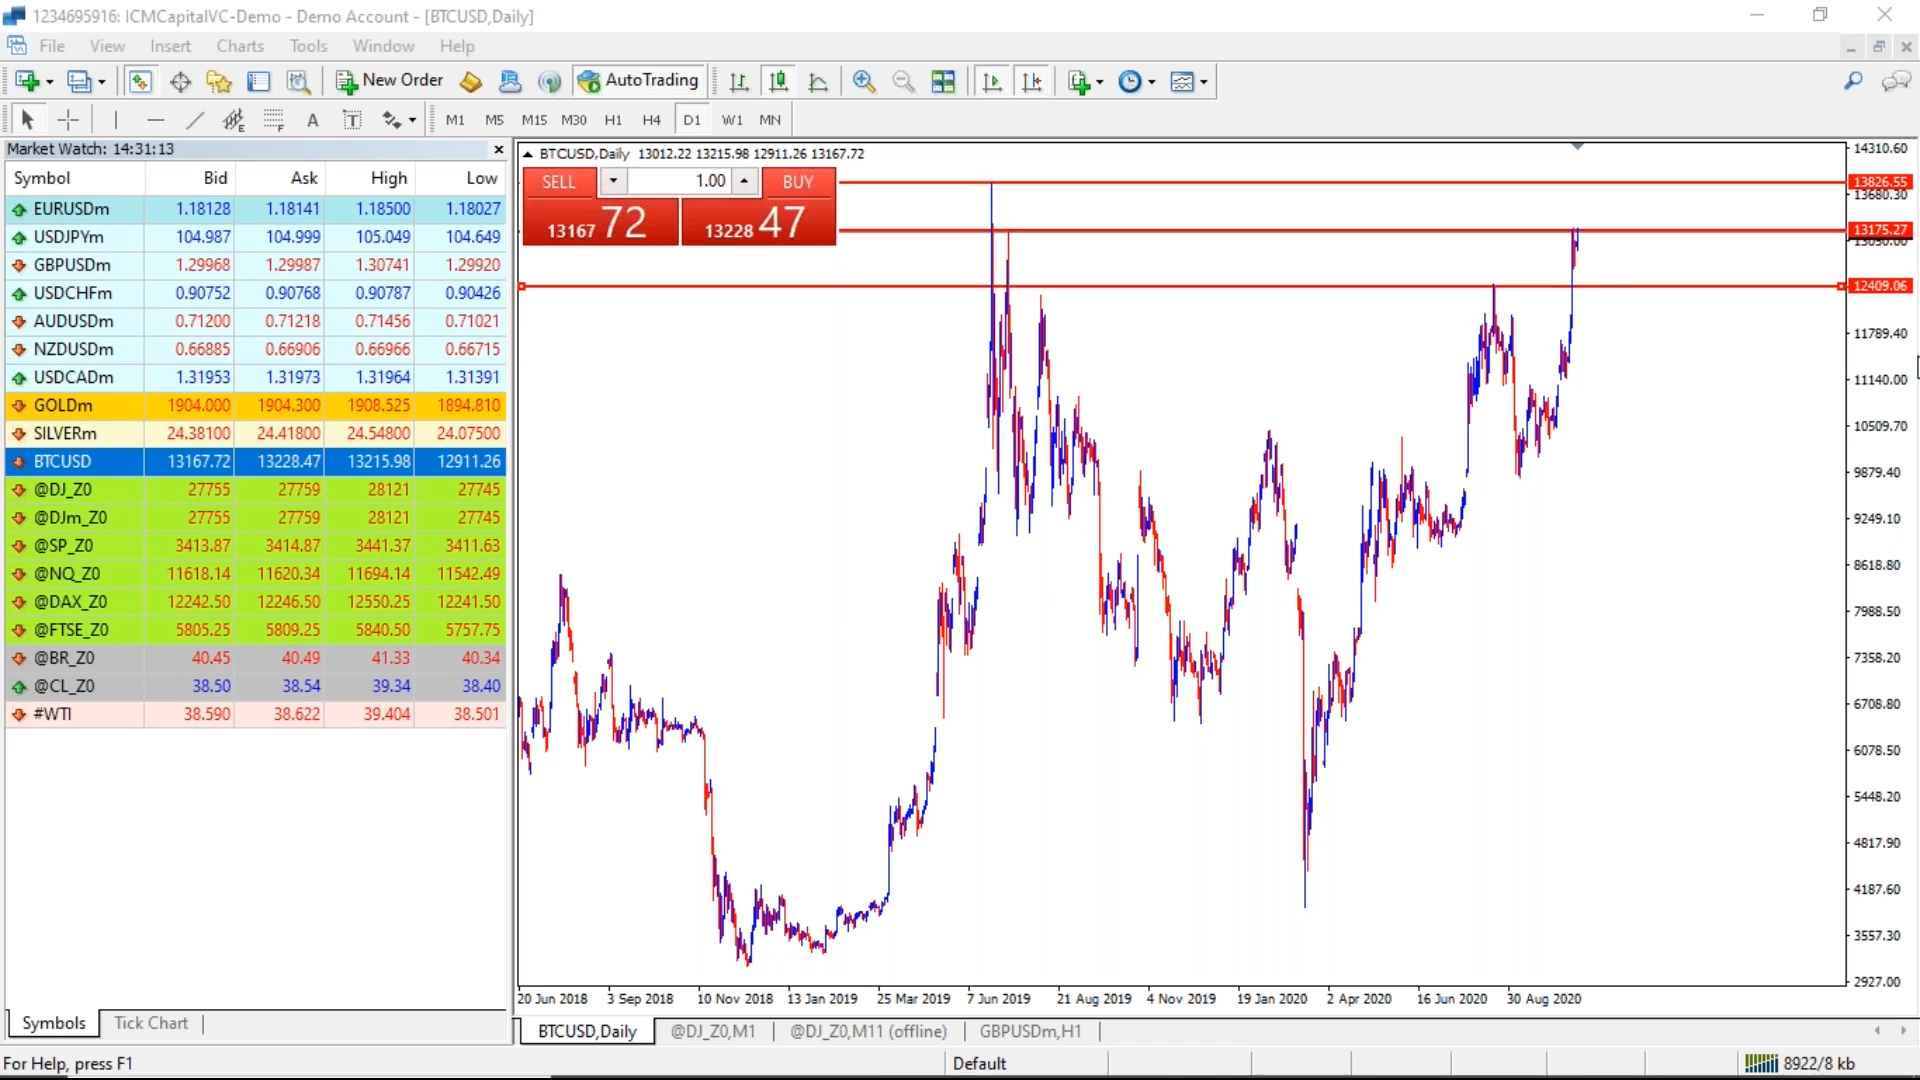 1234695916: ICMCapitalVC-Demo - Demo Account - [BTCUSD,Daily]
File View Insert Charts Tools Window Help
New Order AutoTrading
A T M1 M5 M15 M30 H1 H4 D1 W1 MN
Market Watch: 14:31:13
Symbol Bid Ask High Low
EURUSDm 1.18128 1.18141 1.18500 1.18027
USDJPYm 104.987 104.999 105.049 104.649
GBPUSDm 1.29968 1.29987 1.30741 1.29920
USDCHFm 0.90752 0.90768 0.90787 0.90426
AUDUSDm 0.71200 0.71218 0.71456 0.71021
NZDUSDm 0.66885 0.66906 0.66966 0.66715
USDCADm 1.31953 1.31973 1.31964 1.31391
GOLDm 1904.000 1904.300 1908.525 1894.810
SILVERm 24.38100 24.41800 24.54800 24.07500
BTCUSD 13167.72 13228.47 13215.98 12911.26
@DJ_Z0 27755 27759 28121 27745
@DJm_Z0 27755 27759 28121 27745
@SP_Z0 3413.87 3414.87 3441.37 3411.63
@NQ_Z0 11618.14 11620.34 11694.14 11542.49
@DAX_Z0 12242.50 12246.50 12550.25 12241.50
@FTSE_Z0 5805.25 5809.25 5840.50 5757.75
@BR_Z0 40.45 40.49 41.33 40.34
@CL_Z0 38.50 38.54 39.34 38.40
#WTI 38.590 38.622 39.404 38.501
Symbols Tick Chart
BTCUSD,Daily 13012.22 13215.98 12911.26 13167.72
SELL 1.00 BUY
13167 72 13228 47
14310.60
13826.55
13680.30
13175.27
13050.00
12409.06
11789.40
11140.00
10509.70
9879.40
9249.10
8618.80
7988.50
7358.20
6708.80
6078.50
5448.20
4817.90
4187.60
3557.30
2927.00
20 Jun 2018 3 Sep 2018 10 Nov 2018 13 Jan 2019 25 Mar 2019 7 Jun 2019 21 Aug 2019 4 Nov 2019 19 Jan 2020 2 Apr 2020 16 Jun 2020 30 Aug 2020
BTCUSD,Daily @DJ_Z0,M1 @DJ_Z0,M11 (offline) GBPUSDm,H1
For Help, press F1 Default 8922/8 kb